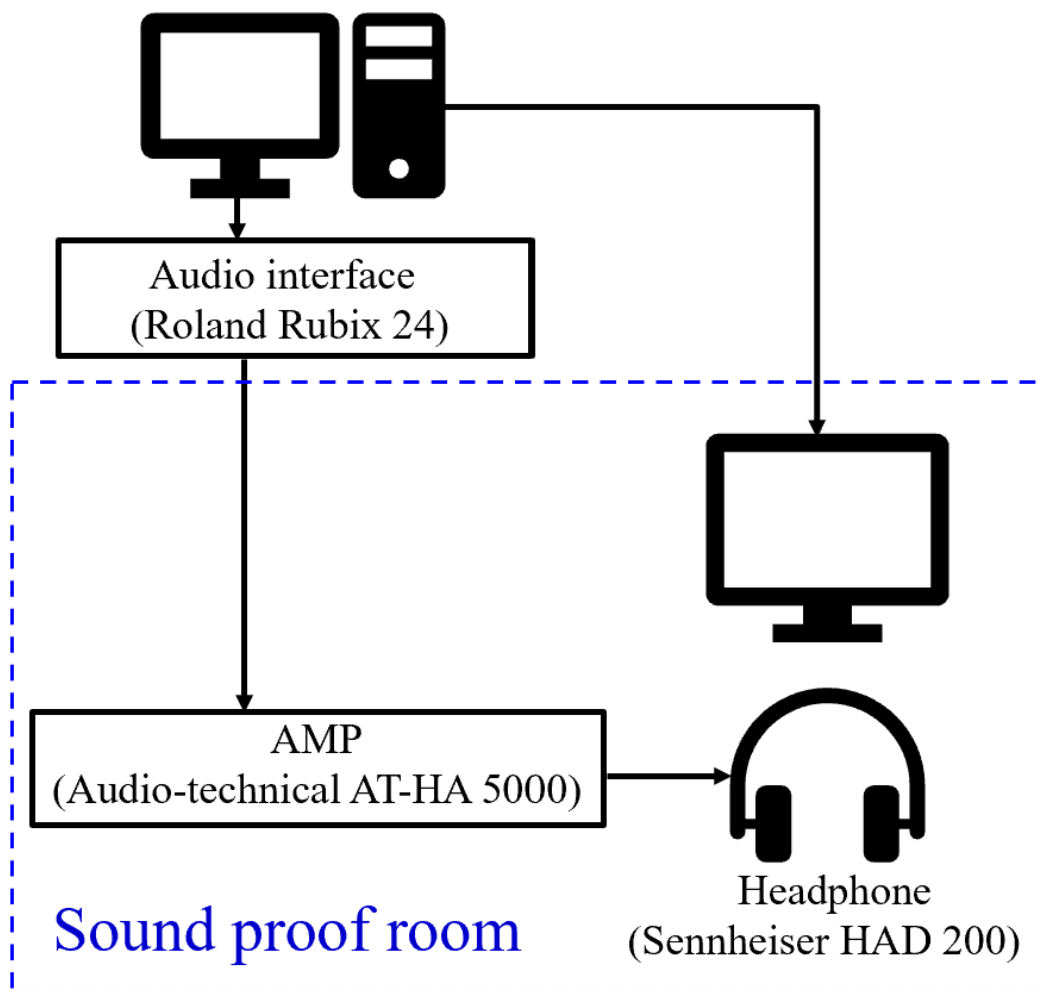 Audio interface
(Roland Rubix 24)
AMP
(Audio-technical AT-HA 5000)
Headphone
(Sennheiser HAD 200)
Sound proof room